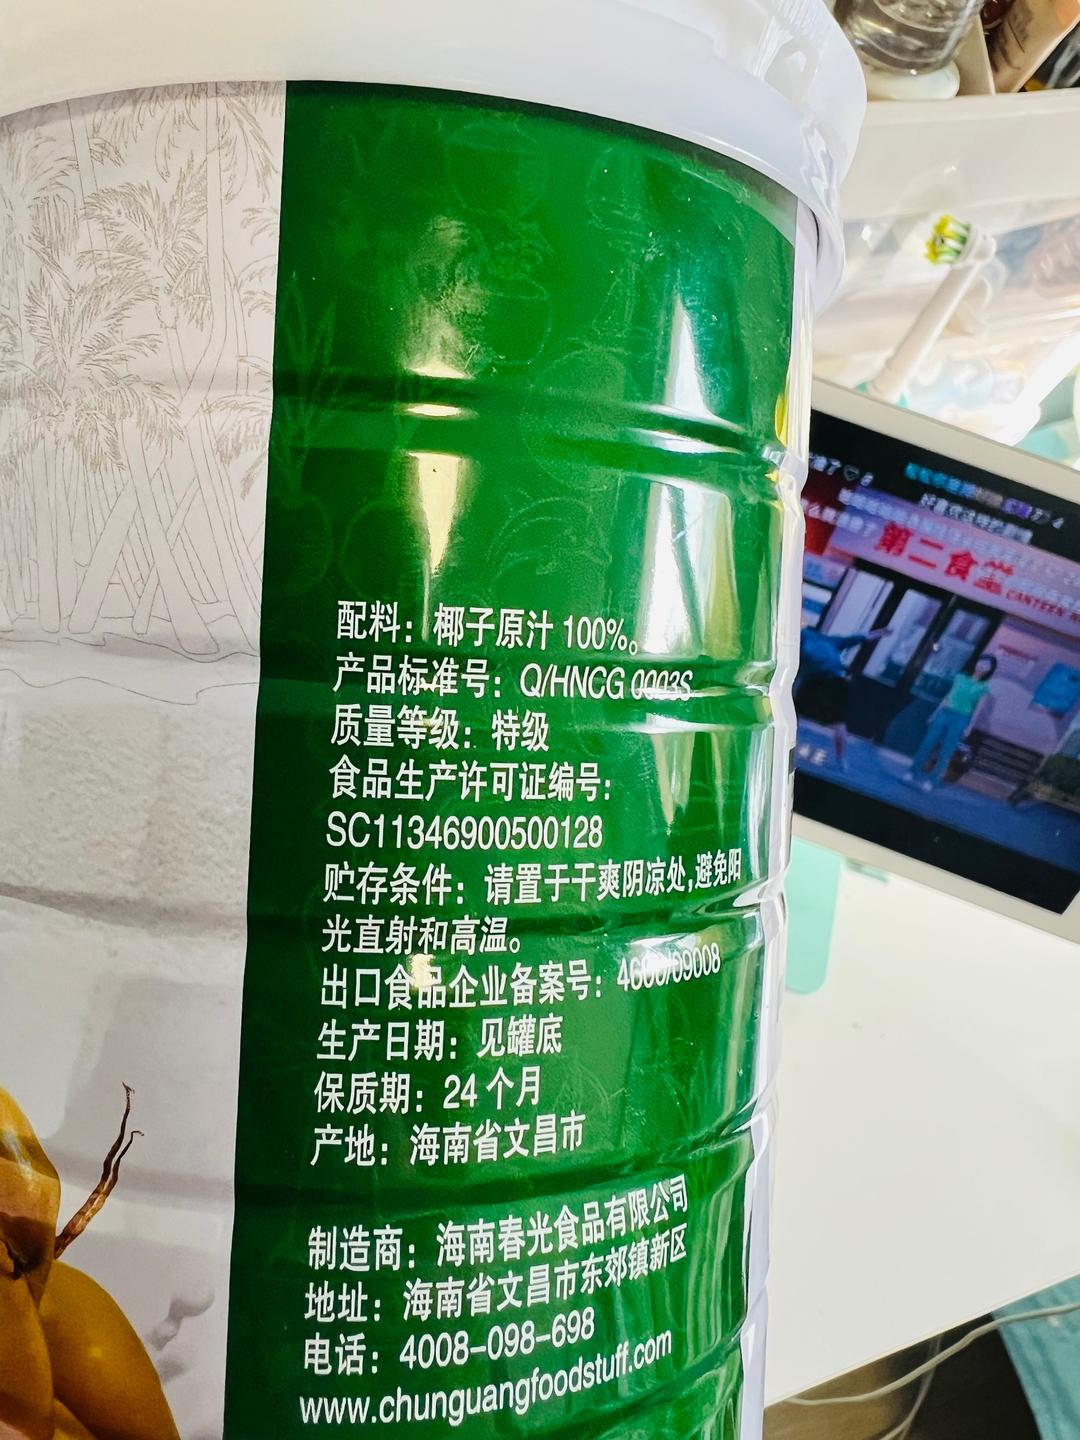 配料：椰子原汁 100%。
产品标准号：Q/HNCG 0003S
质量等级：特级
食品生产许可证编号：
SC11346900500128
贮存条件：请置于干爽阴凉处，避免阳
光直射和高温。
出口食品企业备案号：4600/09008
生产日期：见罐底
保质期：24个月
产地：海南省文昌市
制造商：海南春光食品有限公司
地址：海南省文昌市东郊镇新区
电话：4008-098-698
www.chunguangfoodstuff.com
第二食堂
CANTEEN